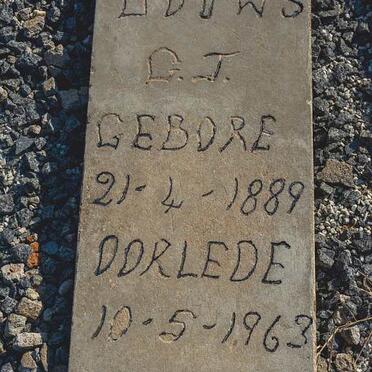 G.J.
GEBORE
21-4-1889
OORLEDE
10-5-1963